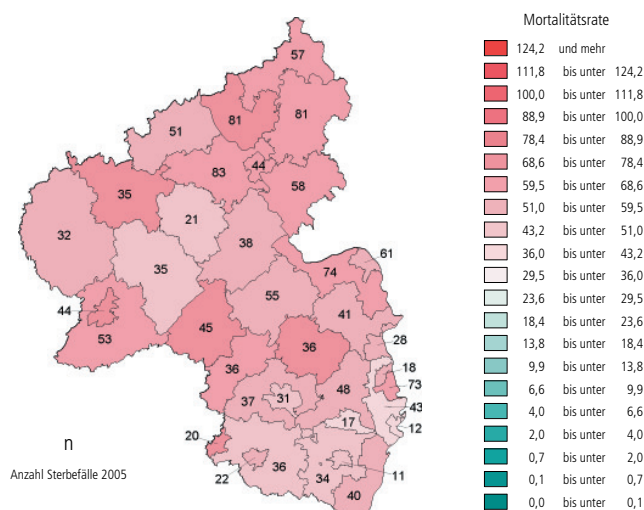 Mortalitätsrate
124,2 und mehr
111,8 bis unter 124,2
100,0 bis unter 111,8
88,9 bis unter 100,0
78,4 bis unter 88,9
68,6 bis unter 78,4
59,5 bis unter 68,6
51,0 bis unter 59,5
43,2 bis unter 51,0
36,0 bis unter 43,2
29,5 bis unter 36,0
23,6 bis unter 29,5
18,4 bis unter 23,6
13,8 bis unter 18,4
9,9 bis unter 13,8
6,6 bis unter 9,9
4,0 bis unter 6,6
2,0 bis unter 4,0
0,7 bis unter 2,0
0,1 bis unter 0,7
0,0 bis unter 0,1
57
81
81
51
83
44
35
58
21
32
38
35
61
74
55
44
41
45
53
28
36
36
18
73
48
37
31
43
17
12
20
22
36
34
11
40
n
Anzahl Sterbefälle 2005